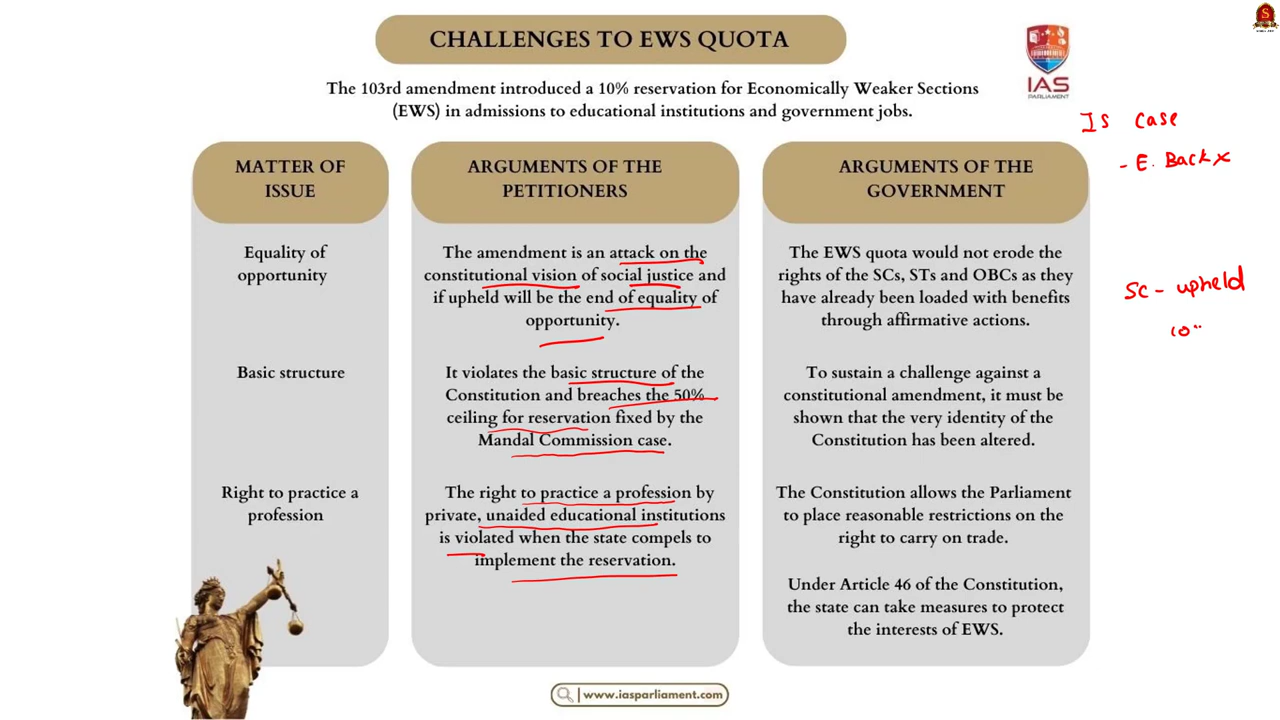 CHALLENGES TO EWS QUOTA
IAS
PARLIAMENT
The 103rd amendment introduced a 10% reservation for Economically Weaker Sections
(EWS) in admissions to educational institutions and government jobs.
Is case
- E. Back x
MATTER OF
ISSUE
Equality of
opportunity
Basic structure
Right to practice a
profession
ARGUMENTS OF THE
PETITIONERS
The amendment is an attack on the
constitutional vision of social justice and
if upheld will be the end of equality of
opportunity.
It violates the basic structure of the
Constitution and breaches the 50%
ceiling for reservation fixed by the
Mandal Commission case.
The right to practice a profession by
private, unaided educational institutions
is violated when the state compels to
implement the reservation.
ARGUMENTS OF THE
GOVERNMENT
The EWS quota would not erode the
rights of the SCs, STs and OBCs as they
have already been loaded with benefits
through affirmative actions.
To sustain a challenge against a
constitutional amendment, it must be
shown that the very identity of the
Constitution has been altered.
The Constitution allows the Parliament
to place reasonable restrictions on the
right to carry on trade.
Under Article 46 of the Constitution,
the state can take measures to protect
the interests of EWS.
SC - upheld
www.iasparliament.com